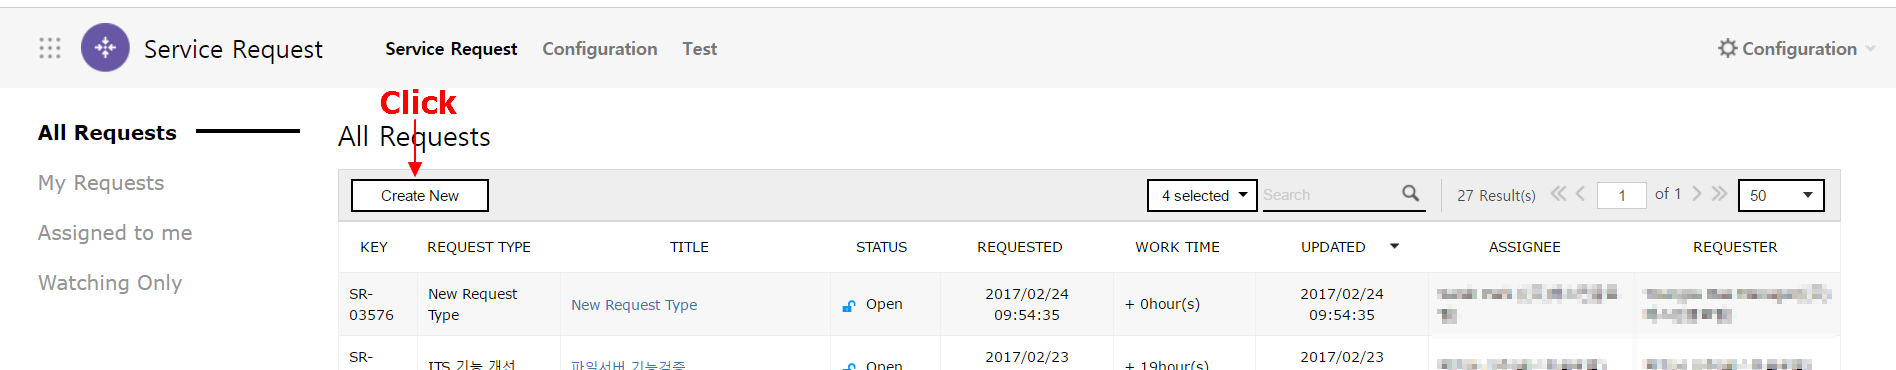 Service Request Service Request Configuration Test Configuration
Click
All Requests
My Requests
Assigned to me
Watching Only
All Requests
Create New 4 selected Search 27 Result(s) 1 of 1 50
KEY REQUEST TYPE TITLE STATUS REQUESTED WORK TIME UPDATED ASSIGNEE REQUESTER
SR-03576 New Request Type New Request Type Open 2017/02/24 09:54:35 + 0hour(s) 2017/02/24 09:54:35
SR- ITS 기능 개선 파일서버 기능검증 Open 2017/02/23 + 19hour(s) 2017/02/23